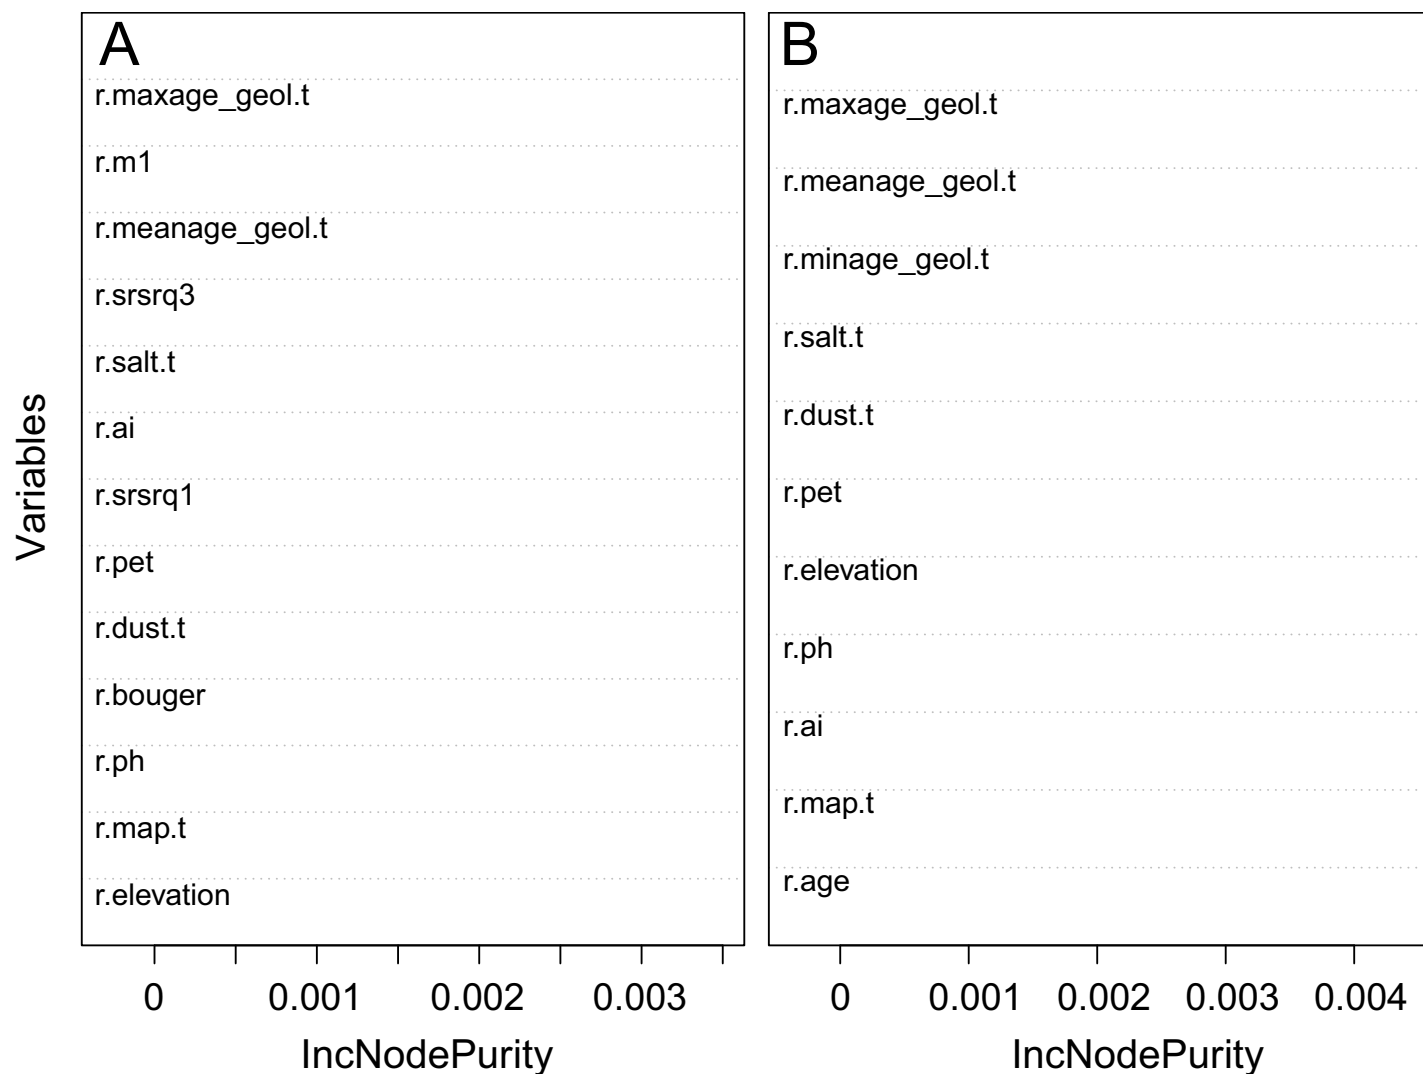 A
r.maxage_geol.t
r.m1
r.meanage_geol.t
r.srsrq3
r.salt.t
r.ai
r.srsrq1
r.pet
r.dust.t
r.bouger
r.ph
r.map.t
r.elevation
Variables
0 0.001 0.002 0.003
IncNodePurity
B
r.maxage_geol.t
r.meanage_geol.t
r.minage_geol.t
r.salt.t
r.dust.t
r.pet
r.elevation
r.ph
r.ai
r.map.t
r.age
0 0.001 0.002 0.003 0.004
IncNodePurity